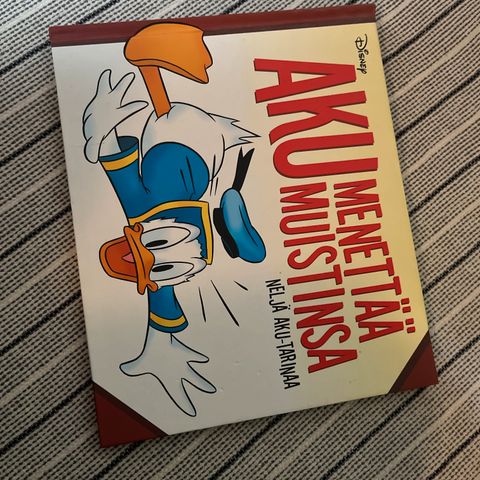 Disney
AKU MENETTÄÄ
MUISTINSA
NELJÄ AKU-TARINAA